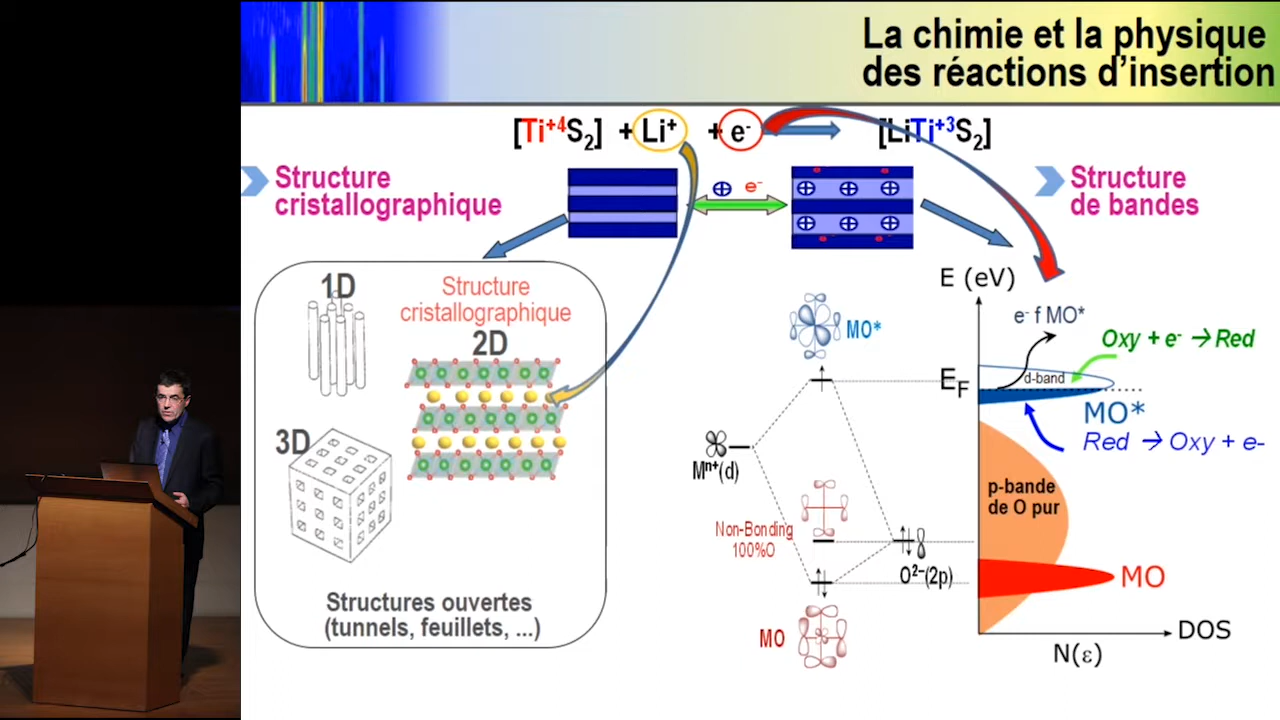 La chimie et la physique
des réactions d'insertion
[Ti+4S2] + Li+ + e- [LiTi+3S2]
Structure
cristallographique
⊕ e-
Structure
de bandes
1D
Structure
cristallographique
2D
3D
Structures ouvertes
(tunnels, feuillets, ...)
MO*
Mn+(d)
Non-Bonding
100%O
O2-(2p)
MO
E (eV)
e- f MO*
Oxy + e- → Red
EF
d-band
MO*
Red → Oxy + e-
p-bande
de O pur
MO
DOS
N(ε)